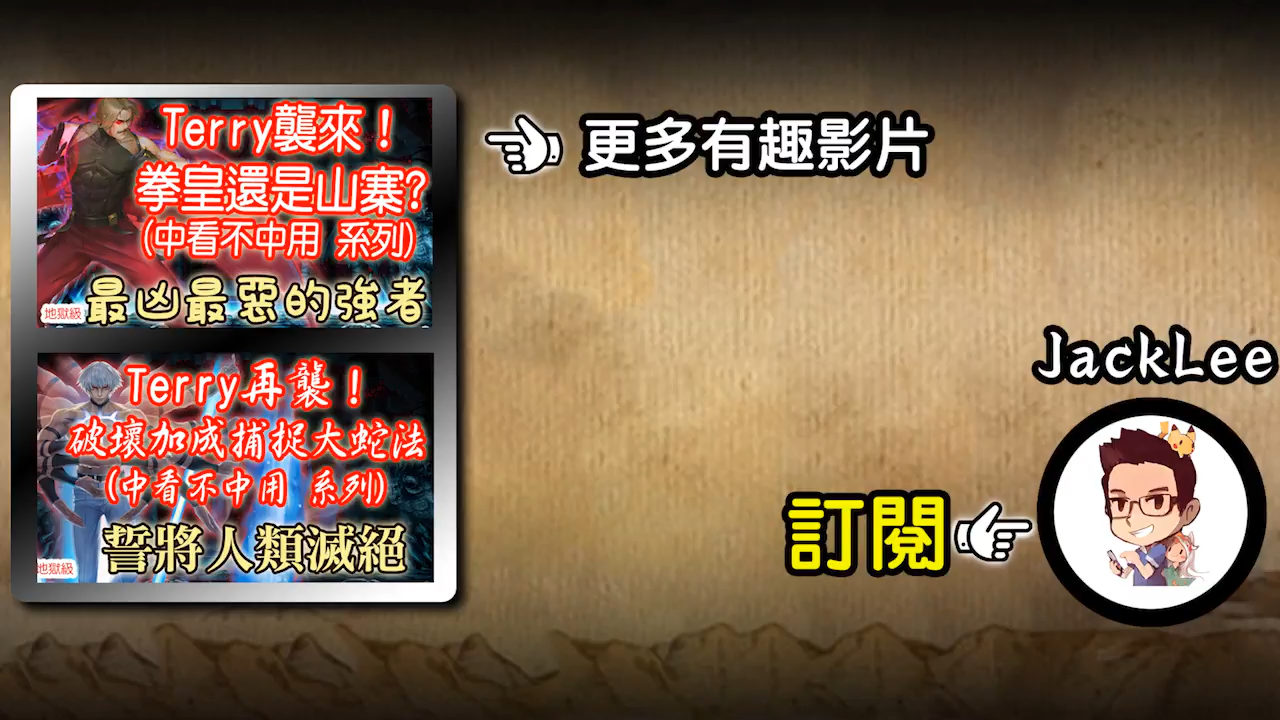 Terry襲來！
拳皇還是山寨?
(中看不中用 系列)
最凶最惡的強者
地獄級
Terry再襲！
破壞加成捕捉大蛇法
(中看不中用 系列)
誓將人類滅絕
地獄級
更多有趣影片
JackLee
訂閱